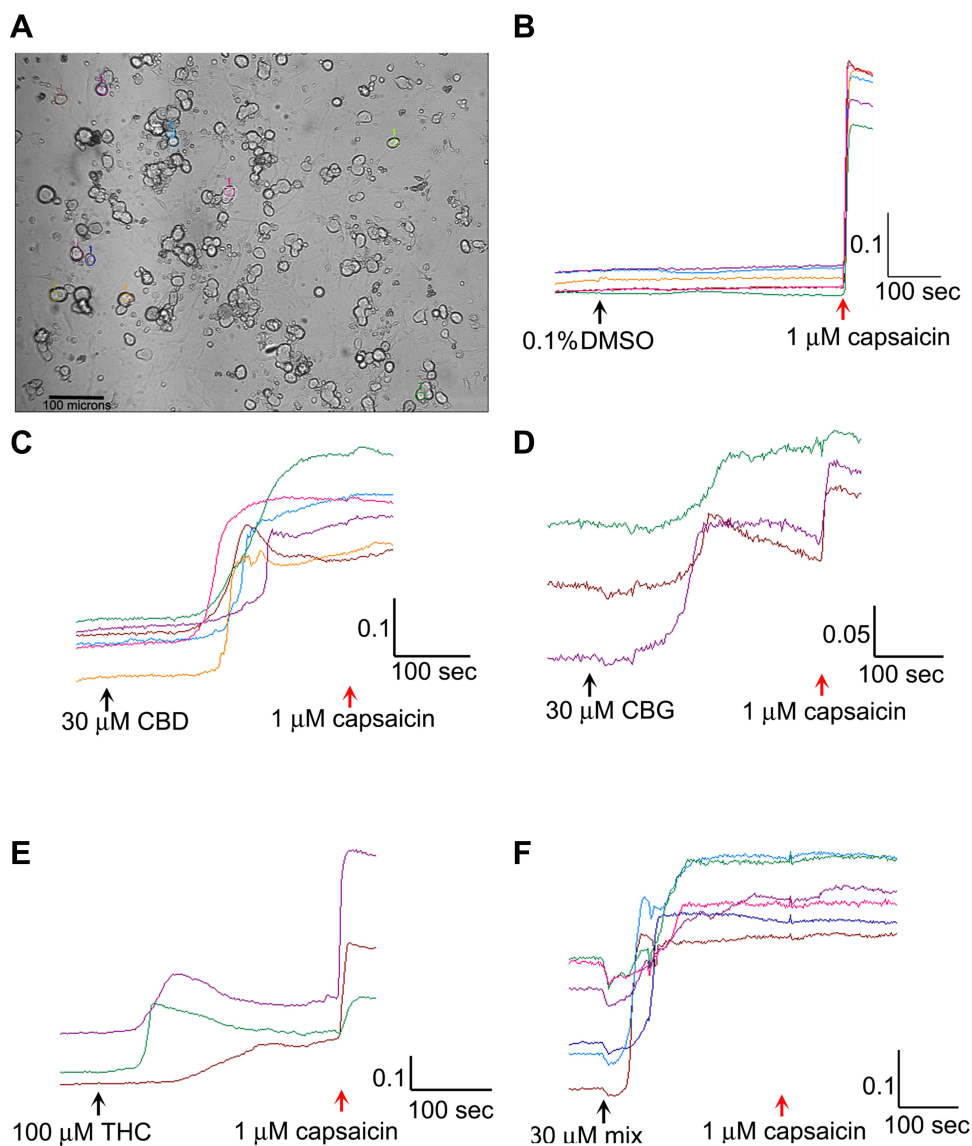 A
100 microns
B
0.1
100 sec
0.1%DMSO
1 μM capsaicin
C
0.1
100 sec
30 μM CBD
1 μM capsaicin
D
0.05
100 sec
30 μM CBG
1 μM capsaicin
E
0.1
100 sec
100 μM THC
1 μM capsaicin
F
0.1
100 sec
30 μM mix
1 μM capsaicin